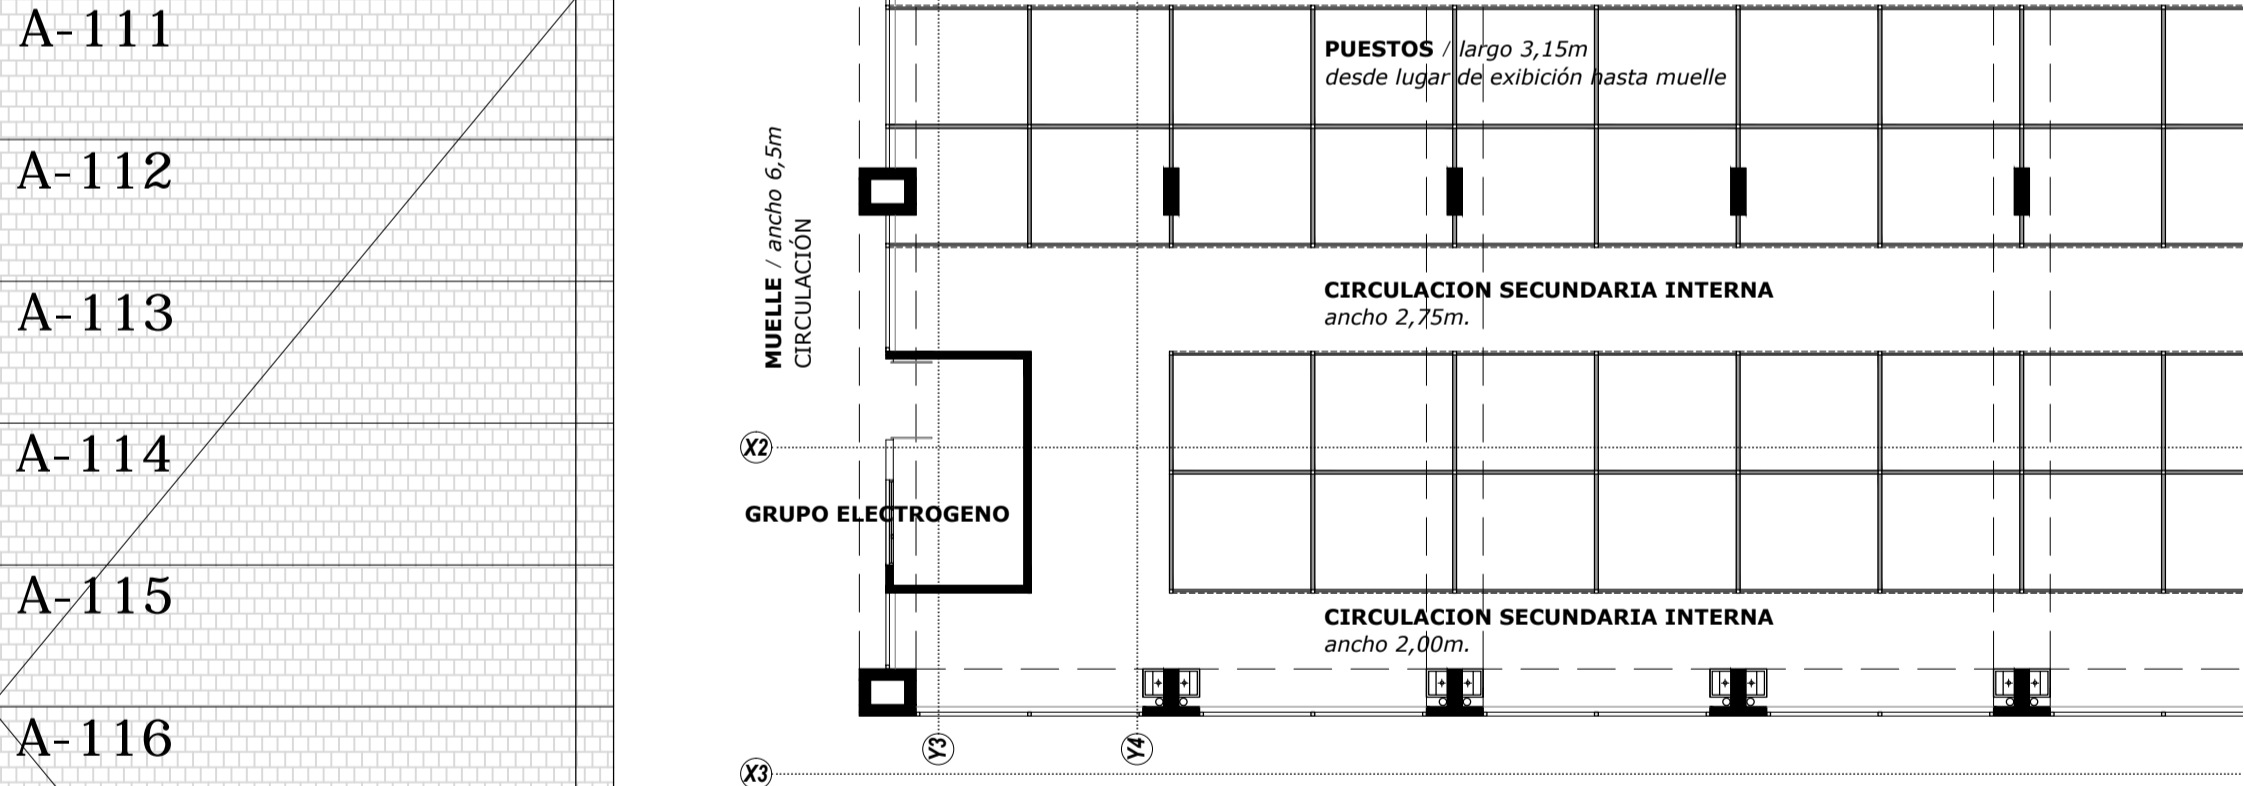 A-111
A-112
A-113
A-114
A-115
A-116
MUELLE / ancho 6,5m
CIRCULACIÓN
PUESTOS / largo 3,15m
desde lugar de exibición hasta muelle
CIRCULACION SECUNDARIA INTERNA
ancho 2,75m.
X2
GRUPO ELECTROGENO
CIRCULACION SECUNDARIA INTERNA
ancho 2,00m.
Y3
Y4
X3